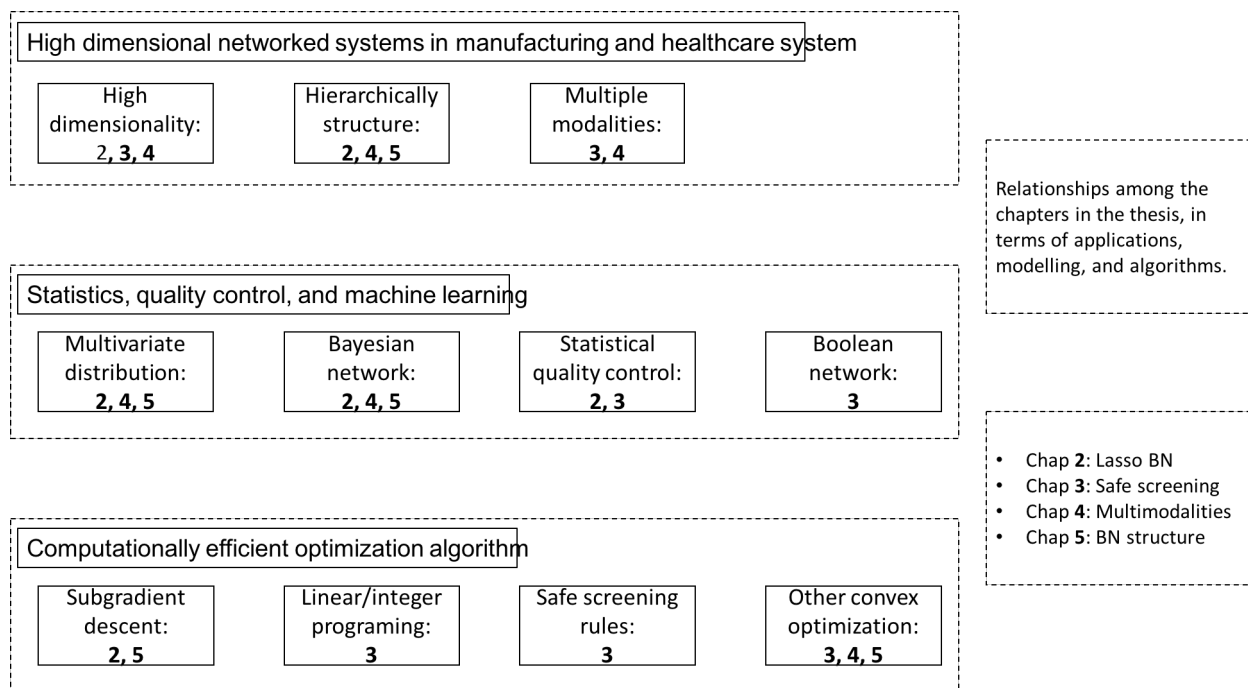 High dimensional networked systems in manufacturing and healthcare system
High
dimensionality:
2, 3, 4
Hierarchically
structure:
2, 4, 5
Multiple
modalities:
3, 4
Statistics, quality control, and machine learning
Multivariate
distribution:
2, 4, 5
Bayesian
network:
2, 4, 5
Statistical
quality control:
2, 3
Boolean
network:
3
Computationally efficient optimization algorithm
Subgradient
descent:
2, 5
Linear/integer
programing:
3
Safe screening
rules:
3
Other convex
optimization:
3, 4, 5
Relationships among the
chapters in the thesis, in
terms of applications,
modelling, and algorithms.
• Chap 2: Lasso BN
• Chap 3: Safe screening
• Chap 4: Multimodalities
• Chap 5: BN structure